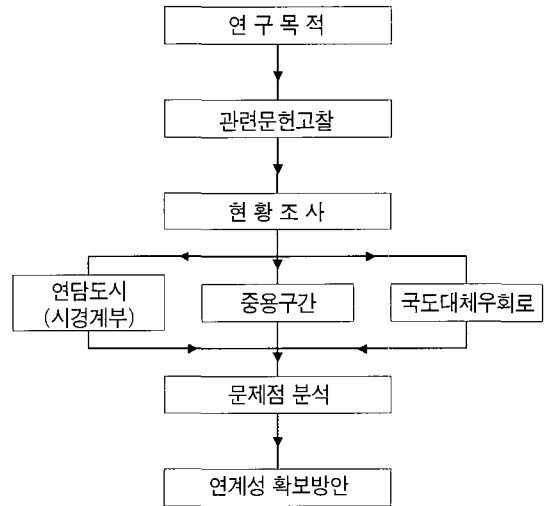 연 구 목 적
관련문헌고찰
현 황 조 사
연담도시
(시경계부)
중용구간
국도대체우회로
문제점 분석
연계성 확보방안